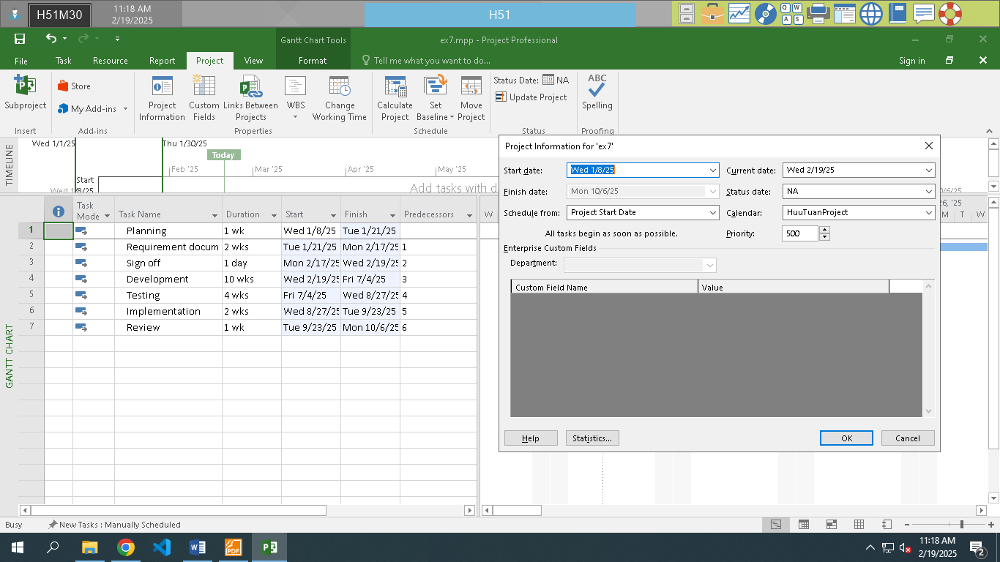 H51M30
11:18 AM
2/19/2025
H51
Gantt Chart Tools
ex7.mpp - Project Professional
File
Task
Resource
Report
Project
View
Format
Tell me what you want to do...
Sign in
Subproject
Insert
Store
My Add-ins
Add-ins
Project Information
Custom Fields
Links Between Projects
WBS
Change Working Time
Properties
Calculate Project
Set Baseline
Move Project
Schedule
Status Date: NA
Update Project
Status
ABC
Spelling
Proofing
TIMELINE
Wed 1/1/25
Thu 1/30/25
Today
Feb '25
Mar '25
Apr '25
May '25
Start
Add tasks with d
Project Information for 'ex7'
Start date: Wed 1/8/25
Current date: Wed 2/19/25
Finish date: Mon 10/6/25
Status date: NA
Schedule from: Project Start Date
Calendar: HuuTuanProject
All tasks begin as soon as possible.
Priority: 500
Enterprise Custom Fields
Department:
Custom Field Name Value
Help
Statistics...
OK
Cancel
GANTT CHART
Task Mode Task Name Duration Start Finish Predecessors
1 Planning 1 wk Wed 1/8/25 Tue 1/21/25
2 Requirement docum 2 wks Tue 1/21/25 Mon 2/17/25 1
3 Sign off 1 day Mon 2/17/25 Wed 2/19/25 2
4 Development 10 wks Wed 2/19/25 Fri 7/4/25 3
5 Testing 4 wks Fri 7/4/25 Wed 8/27/25 4
6 Implementation 2 wks Wed 8/27/25 Tue 9/23/25 5
7 Review 1 wk Tue 9/23/25 Mon 10/6/25 6
W
26, '25
M T W
Busy
New Tasks : Manually Scheduled
11:18 AM
2/19/2025
2